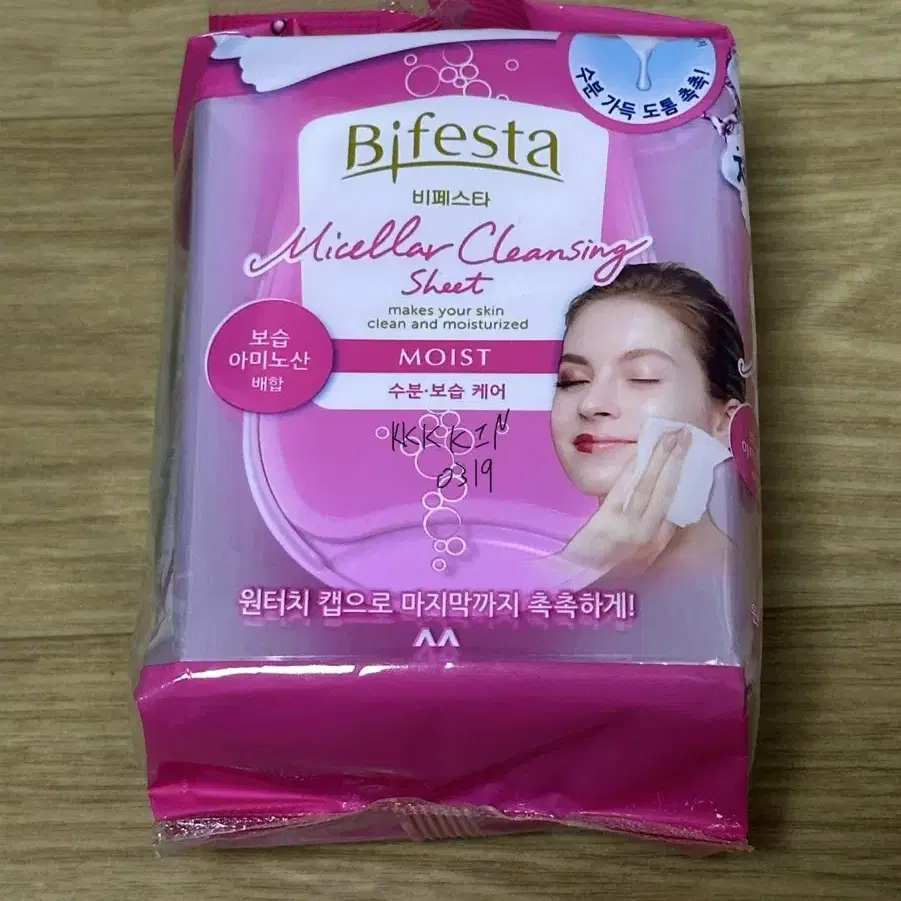 수분 가득 도톰 촉촉!
Bifesta
비페스타
Micellar Cleansing
Sheet
makes your skin
clean and moisturized
MOIST
수분·보습 케어
보습
아미노산
배합
0319
원터치 캡으로 마지막까지 촉촉하게!